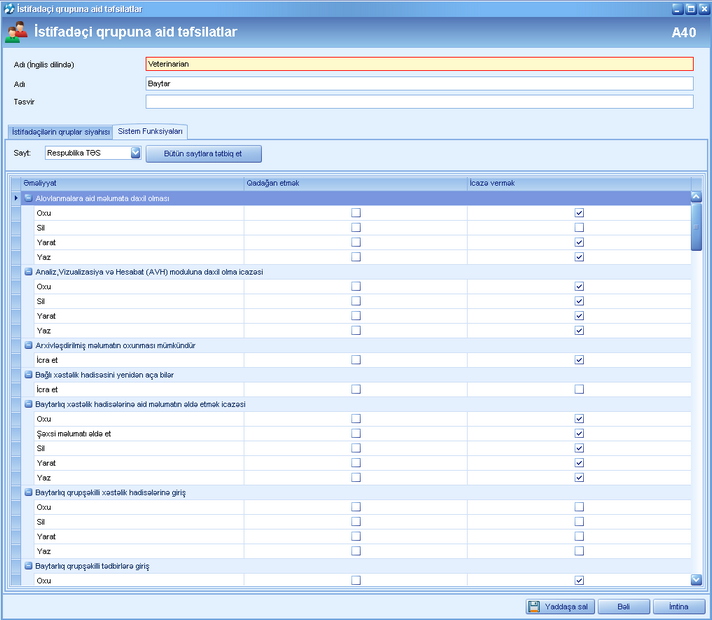 İstifadəçi qrupuna aid təfsilatlar
İstifadəçi qrupuna aid təfsilatlar A40
Adı (İngilis dilində) Veterinarian
Adı Baytar
Təsvir
İstifadəçilərin qruplar siyahısı Sistem Funksiyaları
Sayt: Respublika TƏS Bütün saytlara tətbiq et
Əməliyyat Qadağan etmək İcazə vermək
Alovlanmalara aid məlumata daxil olması
Oxu
Sil
Yarat
Yaz
Analiz,Vizualizasiya və Hesabat (AVH) moduluna daxil olma icazəsi
Oxu
Sil
Yarat
Yaz
Arxivləşdirilmiş məlumatın oxunması mümkündür
İcra et
Bağlı xəstəlik hadisəsini yenidən aça bilər
İcra et
Baytarlıq xəstəlik hadisələrinə aid məlumatın əldə etmək icazəsi
Oxu
Şəxsi məlumatı əldə et
Sil
Yarat
Yaz
Baytarlıq qrupşəkilli xəstəlik hadisələrinə giriş
Oxu
Sil
Yarat
Yaz
Baytarlıq qrupşəkilli tədbirlərə giriş
Oxu
Yaddaşa sal Bəli İmtina